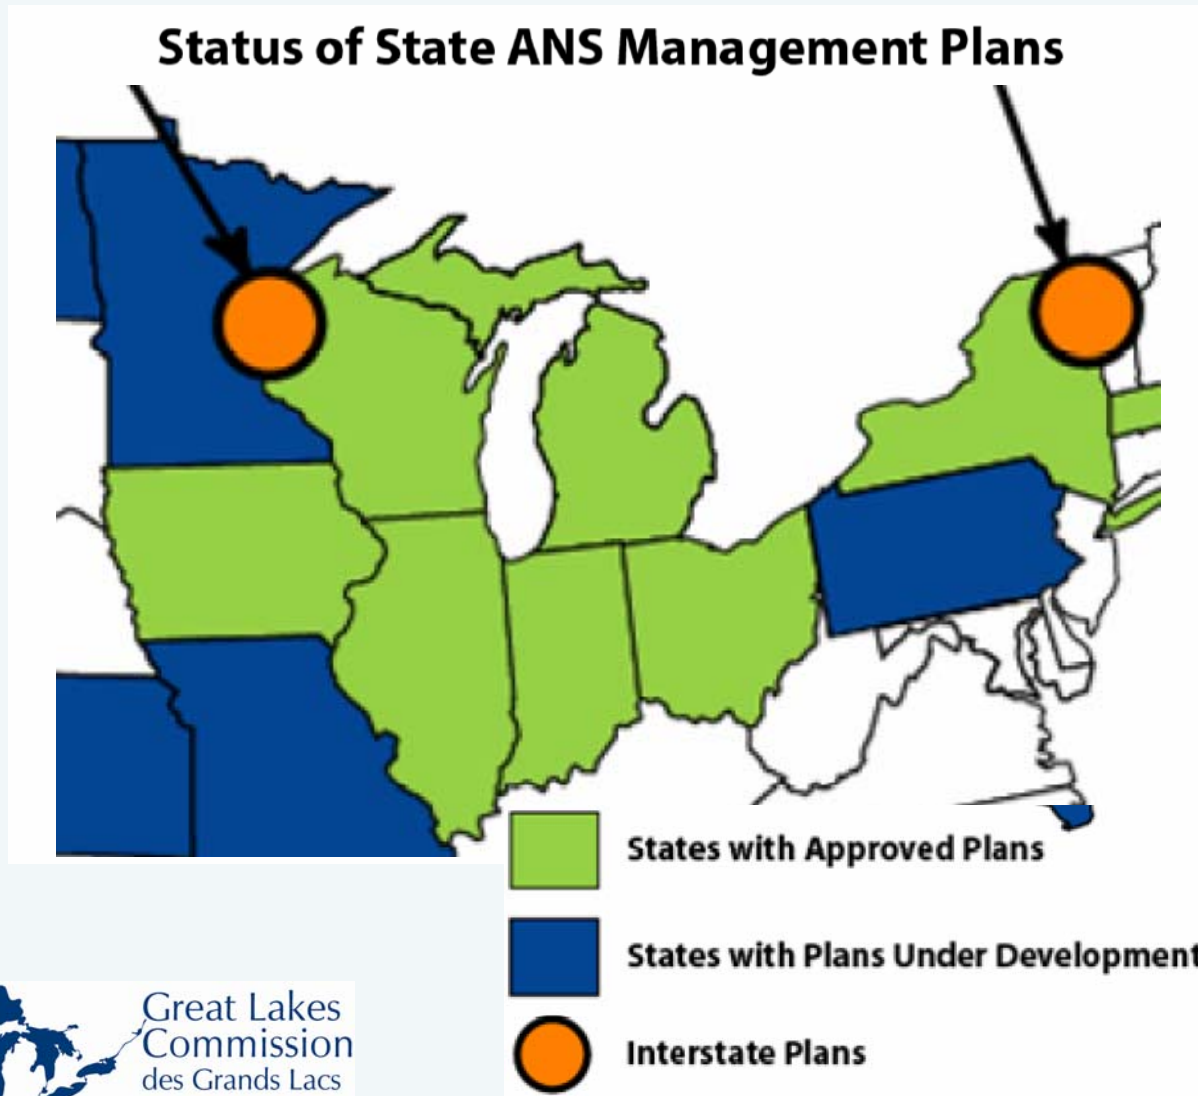 Status of State ANS Management Plans
States with Approved Plans
States with Plans Under Development
Interstate Plans
Great Lakes
Commission
des Grands Lacs